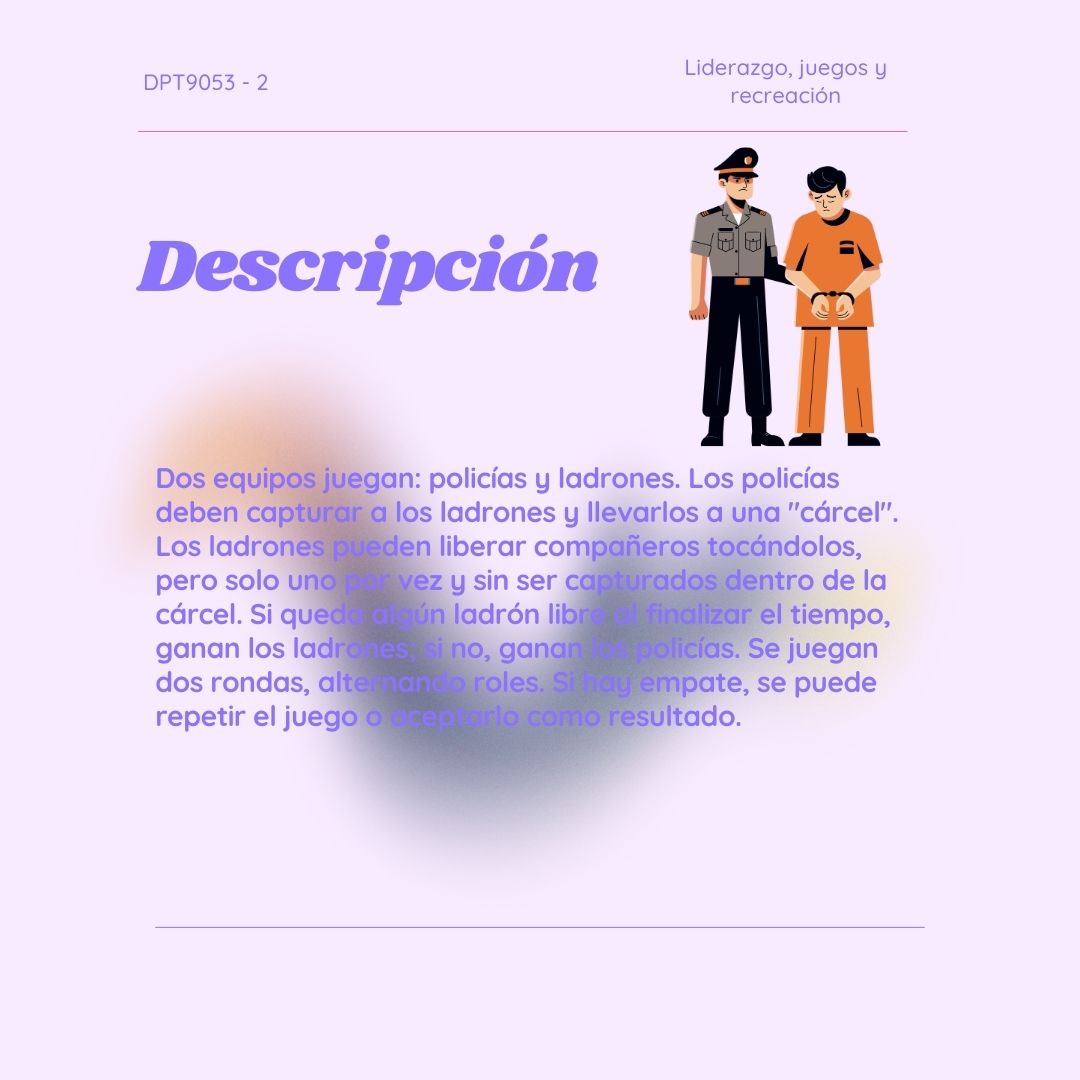 DPT9053 - 2
Liderazgo, juegos y
recreación
Descripción
Dos equipos juegan: policías y ladrones. Los policías
deben capturar a los ladrones y llevarlos a una "cárcel".
Los ladrones pueden liberar compañeros tocándolos,
pero solo uno por vez y sin ser capturados dentro de la
cárcel. Si queda algún ladrón libre al finalizar el tiempo,
ganan los ladrones; si no, ganan los policías. Se juegan
dos rondas, alternando roles. Si hay empate, se puede
repetir el juego o aceptarlo como resultado.